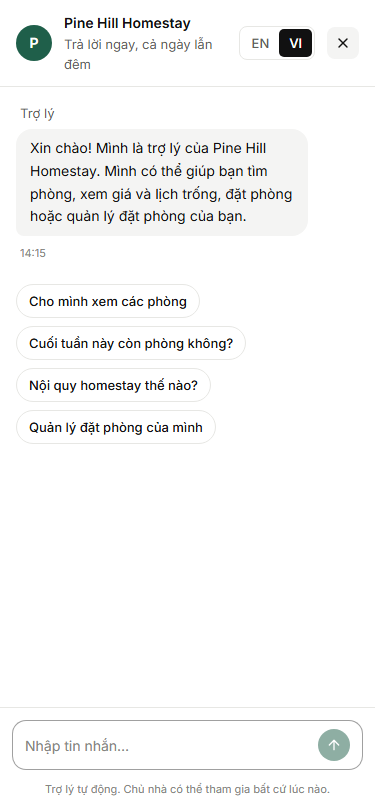 P
Pine Hill Homestay
Trả lời ngay, cả ngày lẫn
đêm
EN
VI
Trợ lý
Xin chào! Mình là trợ lý của Pine Hill
Homestay. Mình có thể giúp bạn tìm
phòng, xem giá và lịch trống, đặt phòng
hoặc quản lý đặt phòng của bạn.
14:15
Cho mình xem các phòng
Cuối tuần này còn phòng không?
Nội quy homestay thế nào?
Quản lý đặt phòng của mình
Nhập tin nhắn...
Trợ lý tự động. Chủ nhà có thể tham gia bất cứ lúc nào.